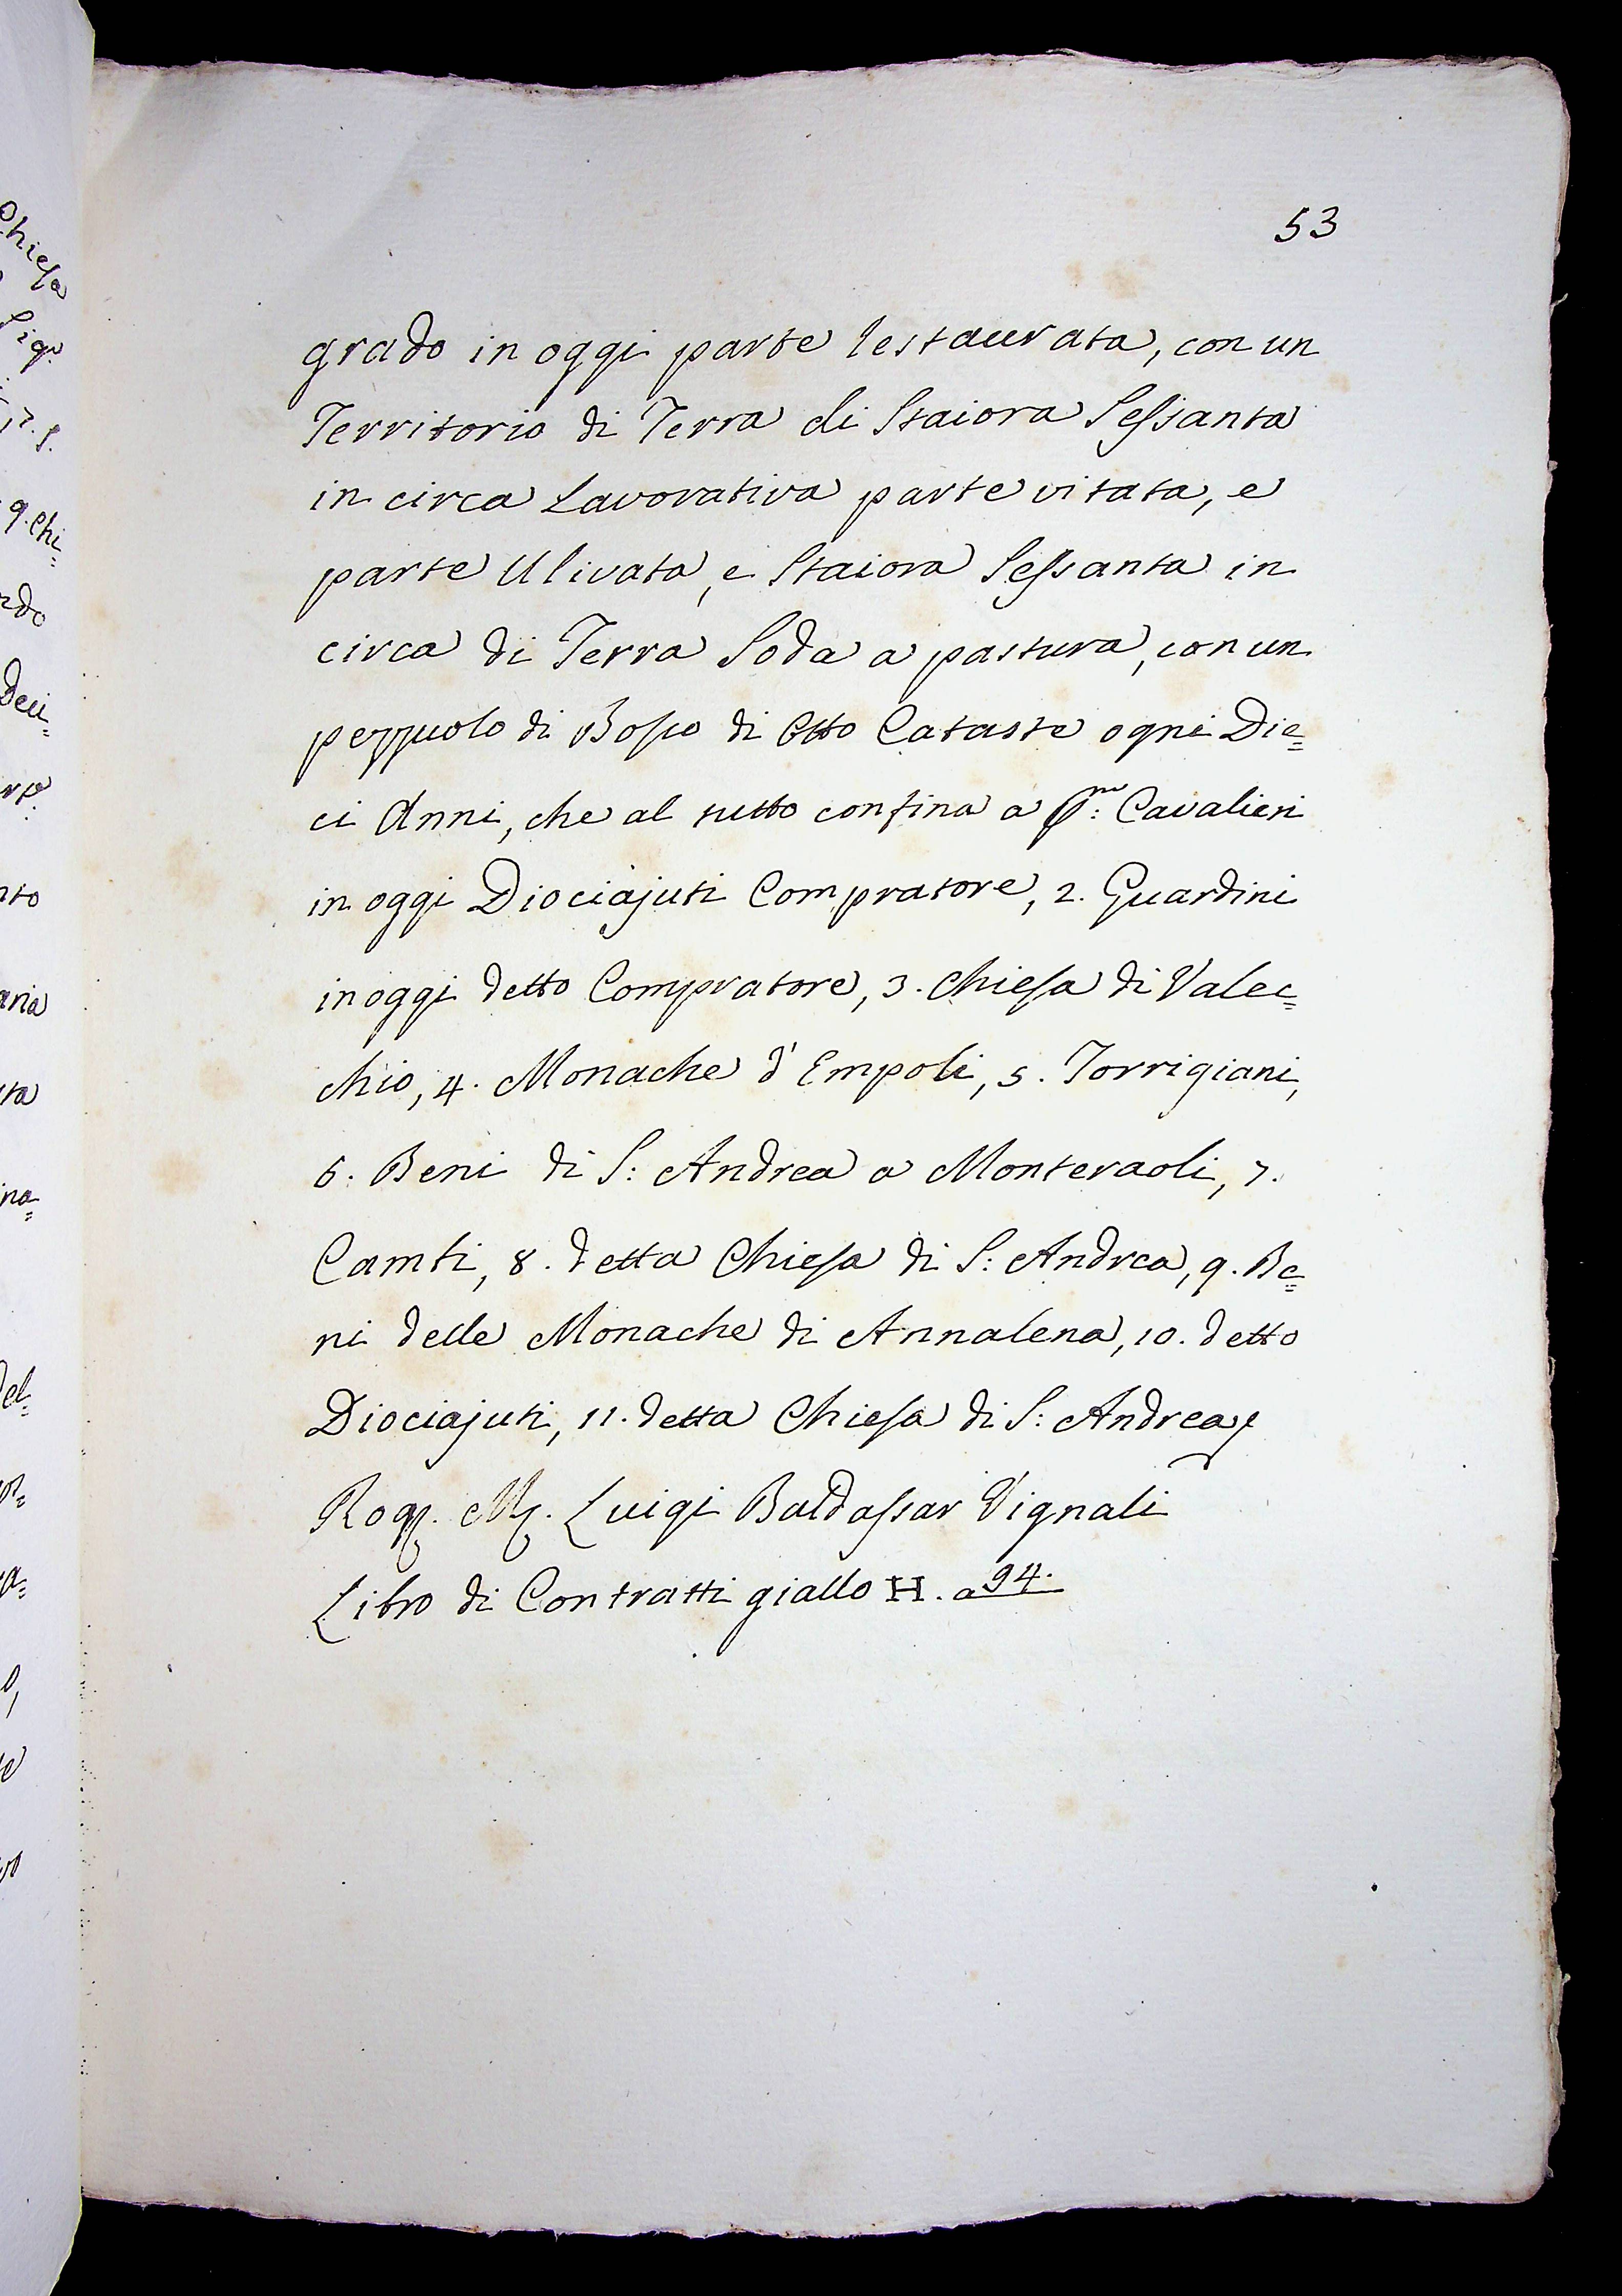 53
grado in oggi parte restaurata, con un
Territorio di Terra di Staiora Sessanta
in circa Lavorativa parte vitata, e
parte Ulivata, e Staiora Sessanta in
circa di Terra Soda a pastura, con un
pezzuolo di Bosco di Otto Cataste ogni Die=
ci Anni, che al tutto confina a P.mo: Cavalieri
in oggi Diociajuti Compratore, 2. Guardini
in oggi detto Compratore, 3. Chiesa di Valec=
chio, 4. Monache d'Empoli, 5. Torrigiani,
6. Beni di S: Andrea a Monteraoli, 7.
Cambi, 8. detta Chiesa di S: Andrea, 9. Be=
ni delle Monache di Annalena, 10. detto
Diociajuti, 11. detta Chiesa di S: Andrea
Rog. M. Luigi Baldassar Vignali
Libro di Contratti giallo H. a 94.